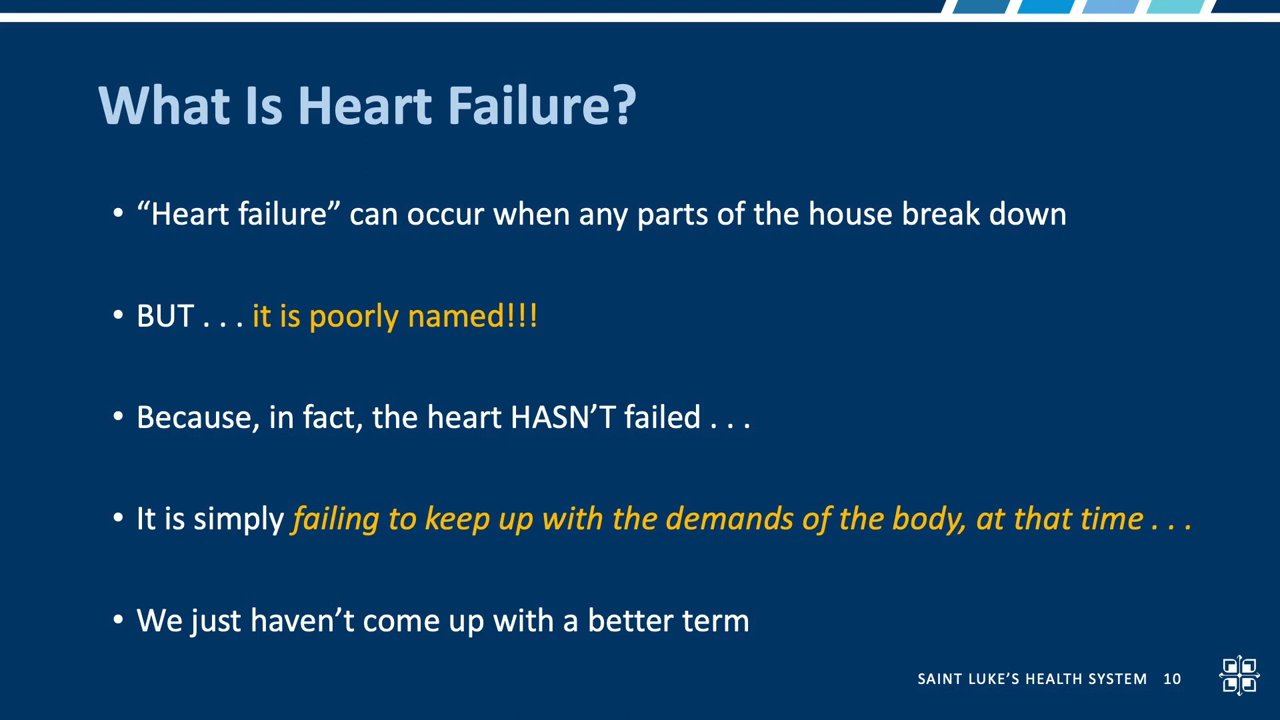 What Is Heart Failure?
• “Heart failure” can occur when any parts of the house break down
• BUT . . . it is poorly named!!!
• Because, in fact, the heart HASN’T failed . . .
• It is simply failing to keep up with the demands of the body, at that time . . .
• We just haven’t come up with a better term
SAINT LUKE’S HEALTH SYSTEM 10